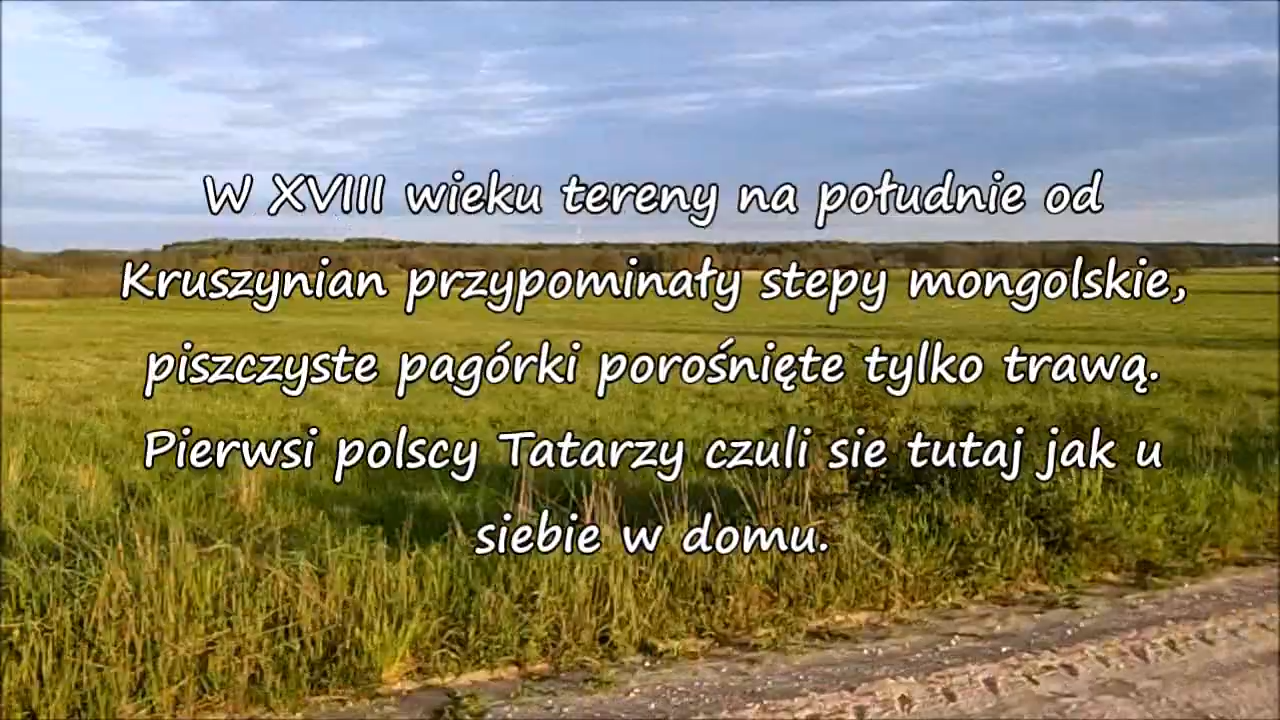 W XVIII wieku tereny na południe od
Kruszynian przypominały stepy mongolskie,
piszczyste pagórki porośnięte tylko trawą.
Pierwsi polscy Tatarzy czuli sie tutaj jak u
siebie w domu.